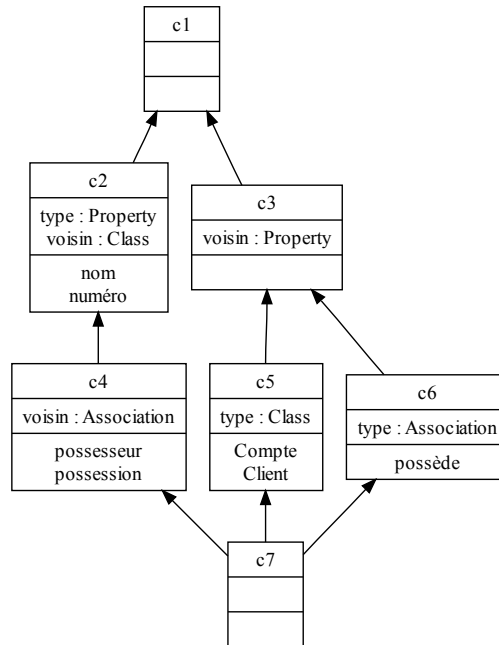 c1
c2
type : Property
voisin : Class
nom
numéro
c3
voisin : Property
c4
voisin : Association
possesseur
possession
c5
type : Class
Compte
Client
c6
type : Association
possède
c7